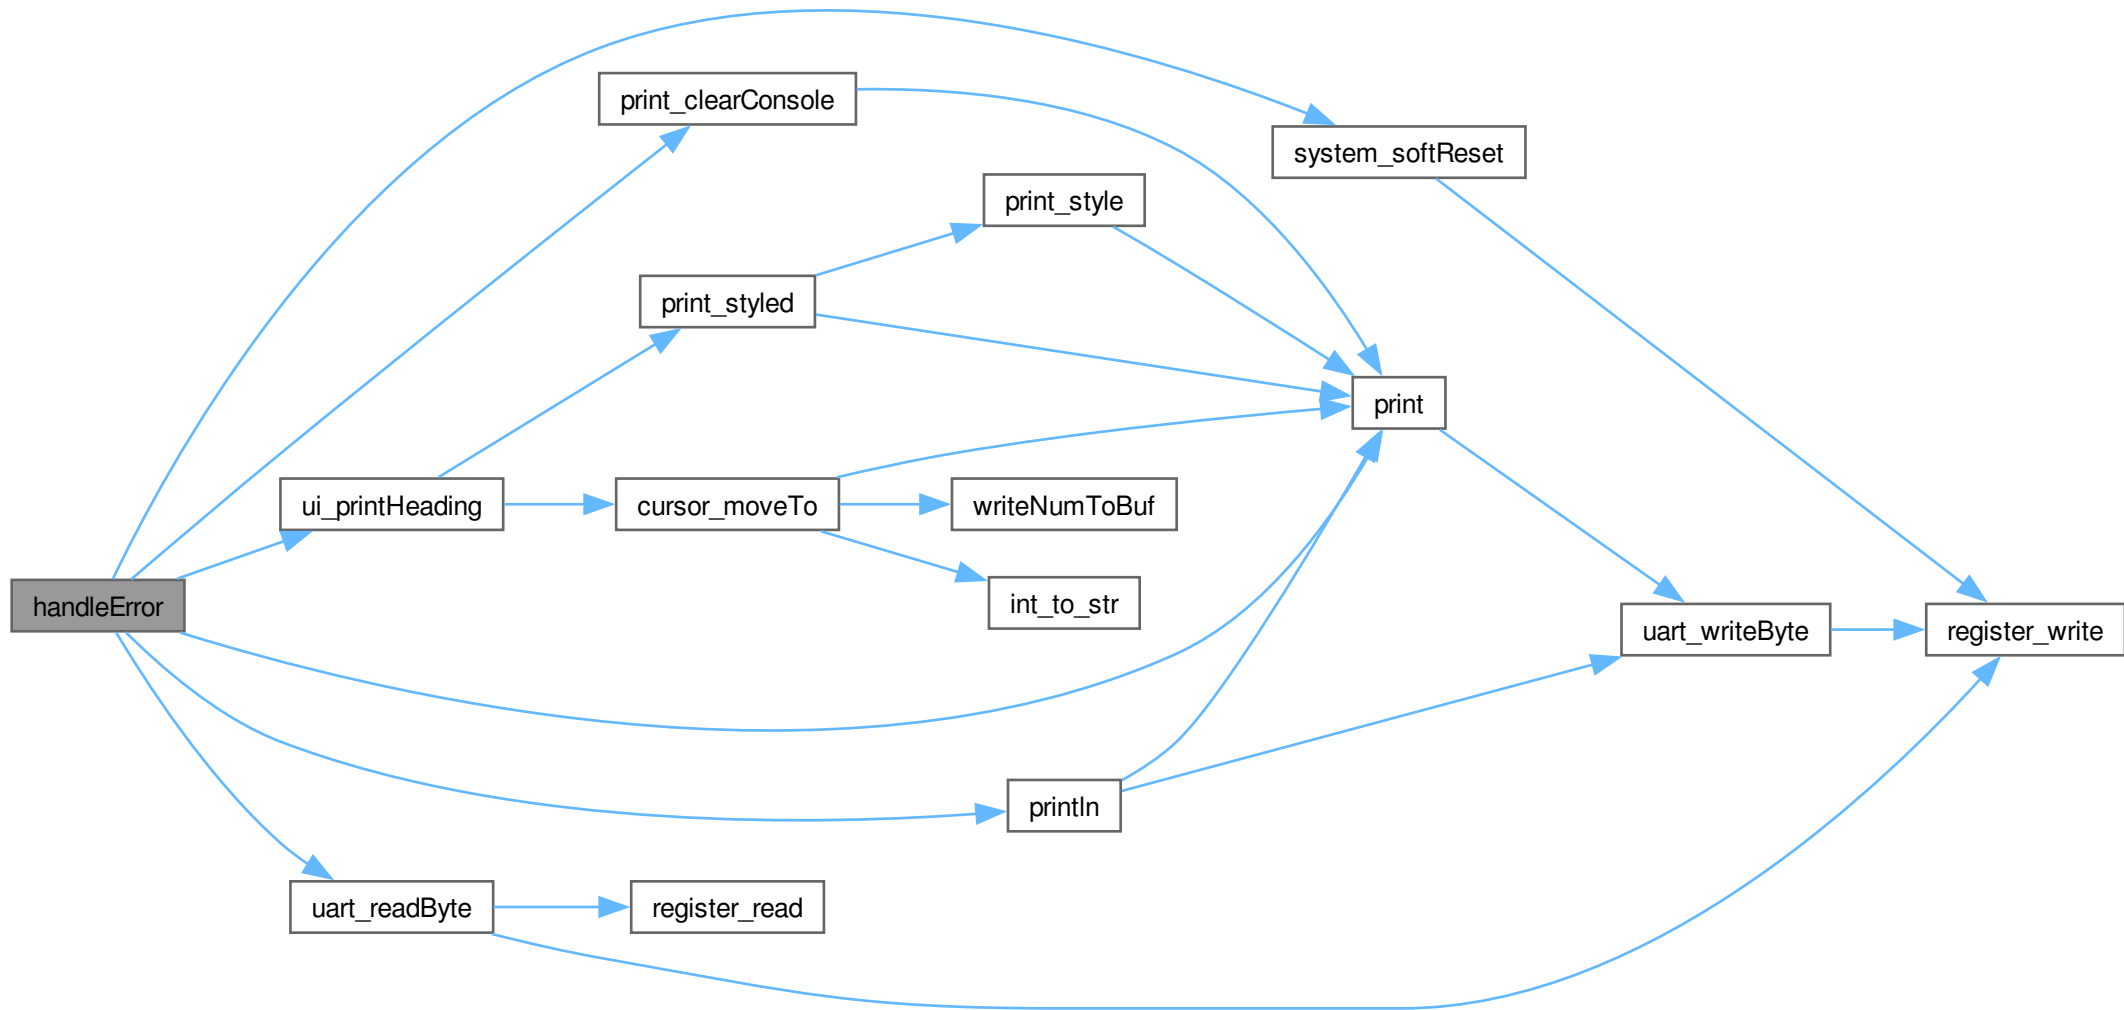 print_clearConsole
system_softReset
print_style
print_styled
print
ui_printHeading
cursor_moveTo
writeNumToBuf
handleError
int_to_str
uart_writeByte
register_write
println
uart_readByte
register_read